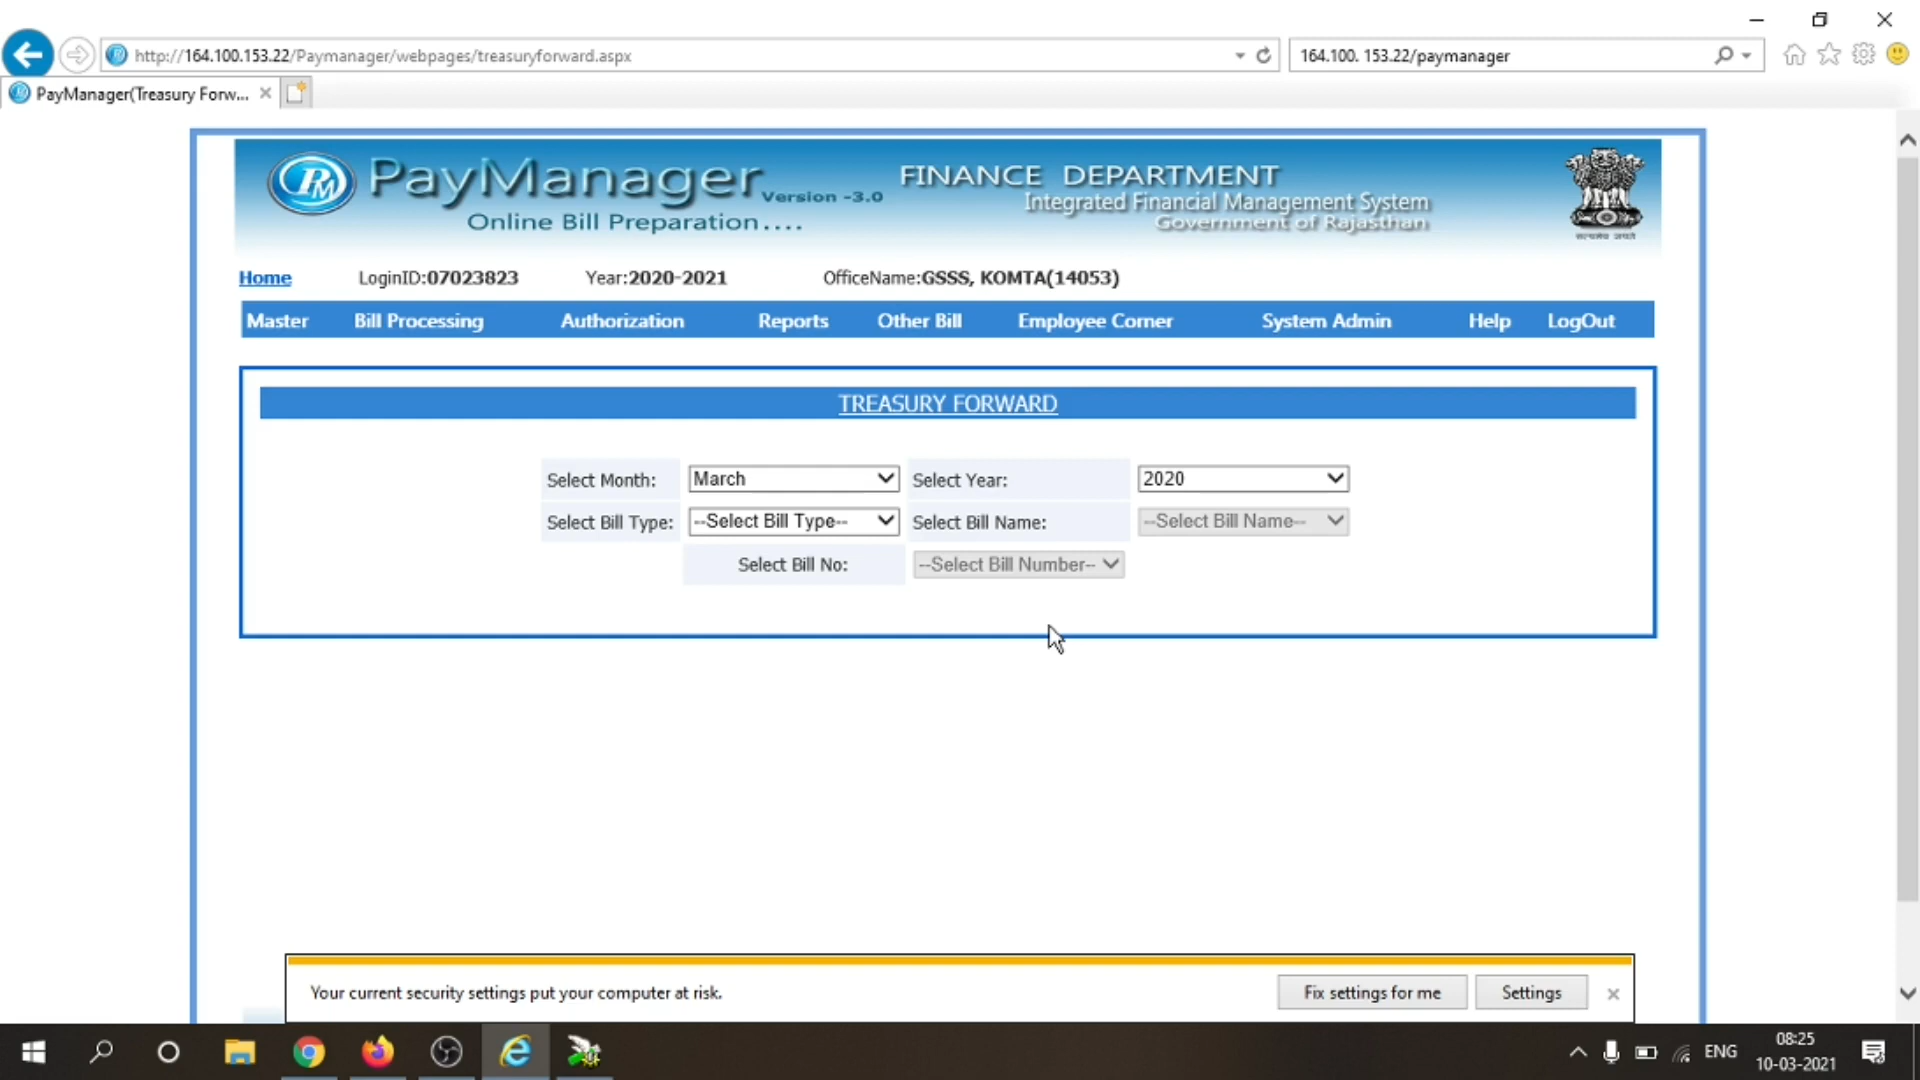 http://164.100.153.22/Paymanager/webpages/treasuryforward.aspx
164.100. 153.22/paymanager
PayManager(Treasury Forw...
PM PayManager Version -3.0
Online Bill Preparation....
FINANCE DEPARTMENT
Integrated Financial Management System
Government of Rajasthan
सत्यमेव जयते
Home LoginID:07023823 Year:2020-2021 OfficeName:GSSS, KOMTA(14053)
Master Bill Processing Authorization Reports Other Bill Employee Corner System Admin Help LogOut
TREASURY FORWARD
Select Month: March Select Year: 2020
Select Bill Type: --Select Bill Type-- Select Bill Name: --Select Bill Name--
Select Bill No: --Select Bill Number--
Your current security settings put your computer at risk. Fix settings for me Settings
ENG
08:25
10-03-2021